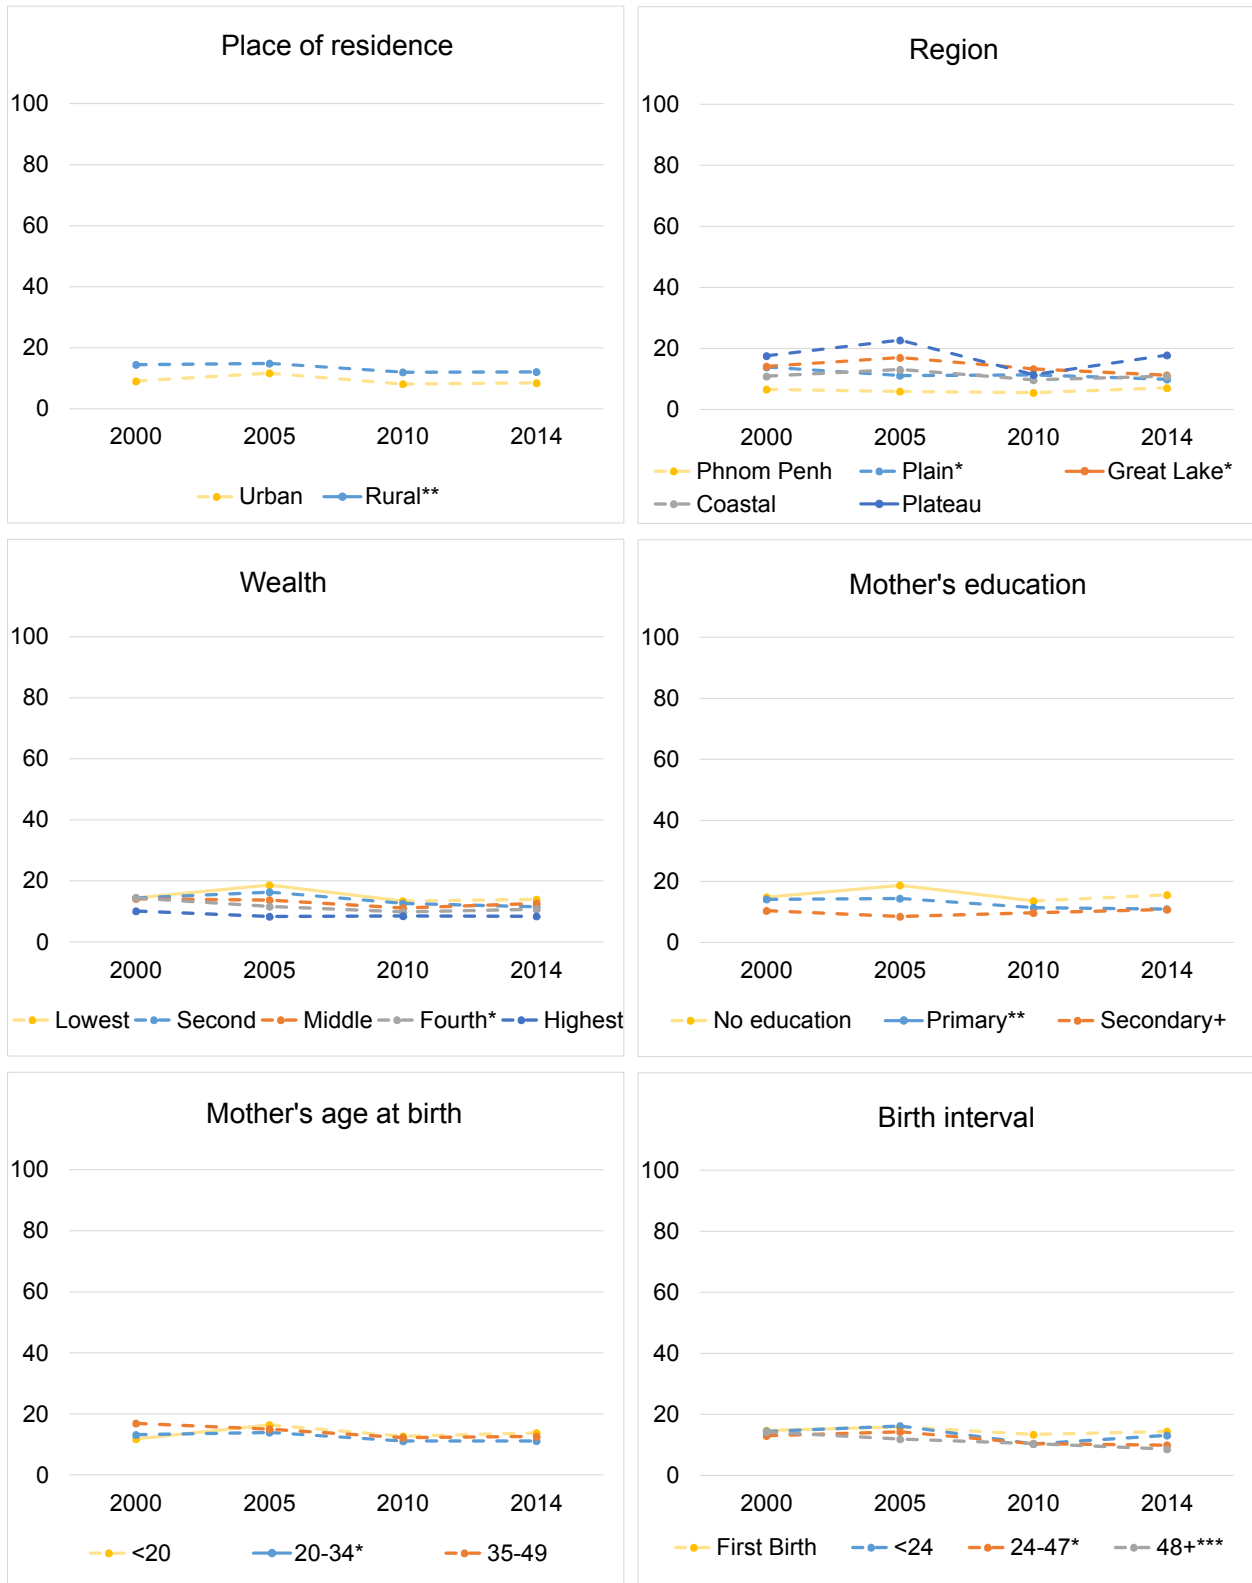 Place of residence
100
80
60
40
20
0
2000 2005 2010 2014
Urban Rural**
Region
100
80
60
40
20
0
2000 2005 2010 2014
Phnom Penh Plain* Great Lake*
Coastal Plateau
Wealth
100
80
60
40
20
0
2000 2005 2010 2014
Lowest Second Middle Fourth* Highest
Mother's education
100
80
60
40
20
0
2000 2005 2010 2014
No education Primary** Secondary+
Mother's age at birth
100
80
60
40
20
0
2000 2005 2010 2014
<20 20-34* 35-49
Birth interval
100
80
60
40
20
0
2000 2005 2010 2014
First Birth <24 24-47* 48+***